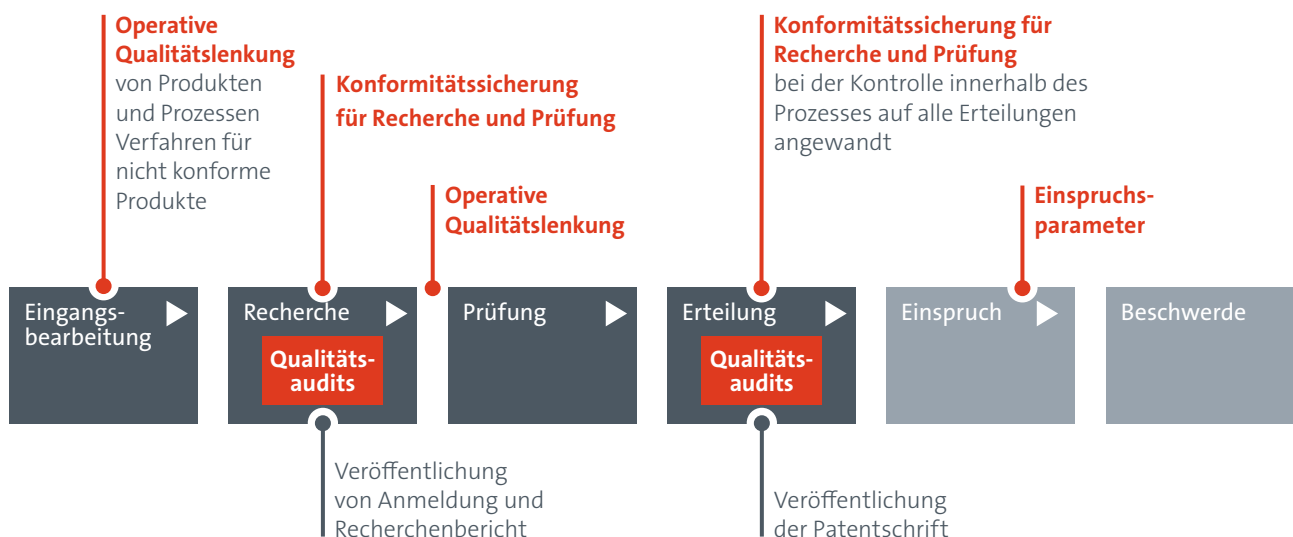 Operative
Qualitätslenkung
von Produkten
und Prozessen
Verfahren für
nicht konforme
Produkte
Konformitätssicherung
für Recherche und Prüfung
Operative
Qualitätslenkung
Konformitätssicherung für
Recherche und Prüfung
bei der Kontrolle innerhalb des
Prozesses auf alle Erteilungen
angewandt
Einspruchs-
parameter
Eingangs-
bearbeitung
Recherche
Qualitäts-
audits
Prüfung
Erteilung
Qualitäts-
audits
Einspruch
Beschwerde
Veröffentlichung
von Anmeldung und
Recherchenbericht
Veröffentlichung
der Patentschrift